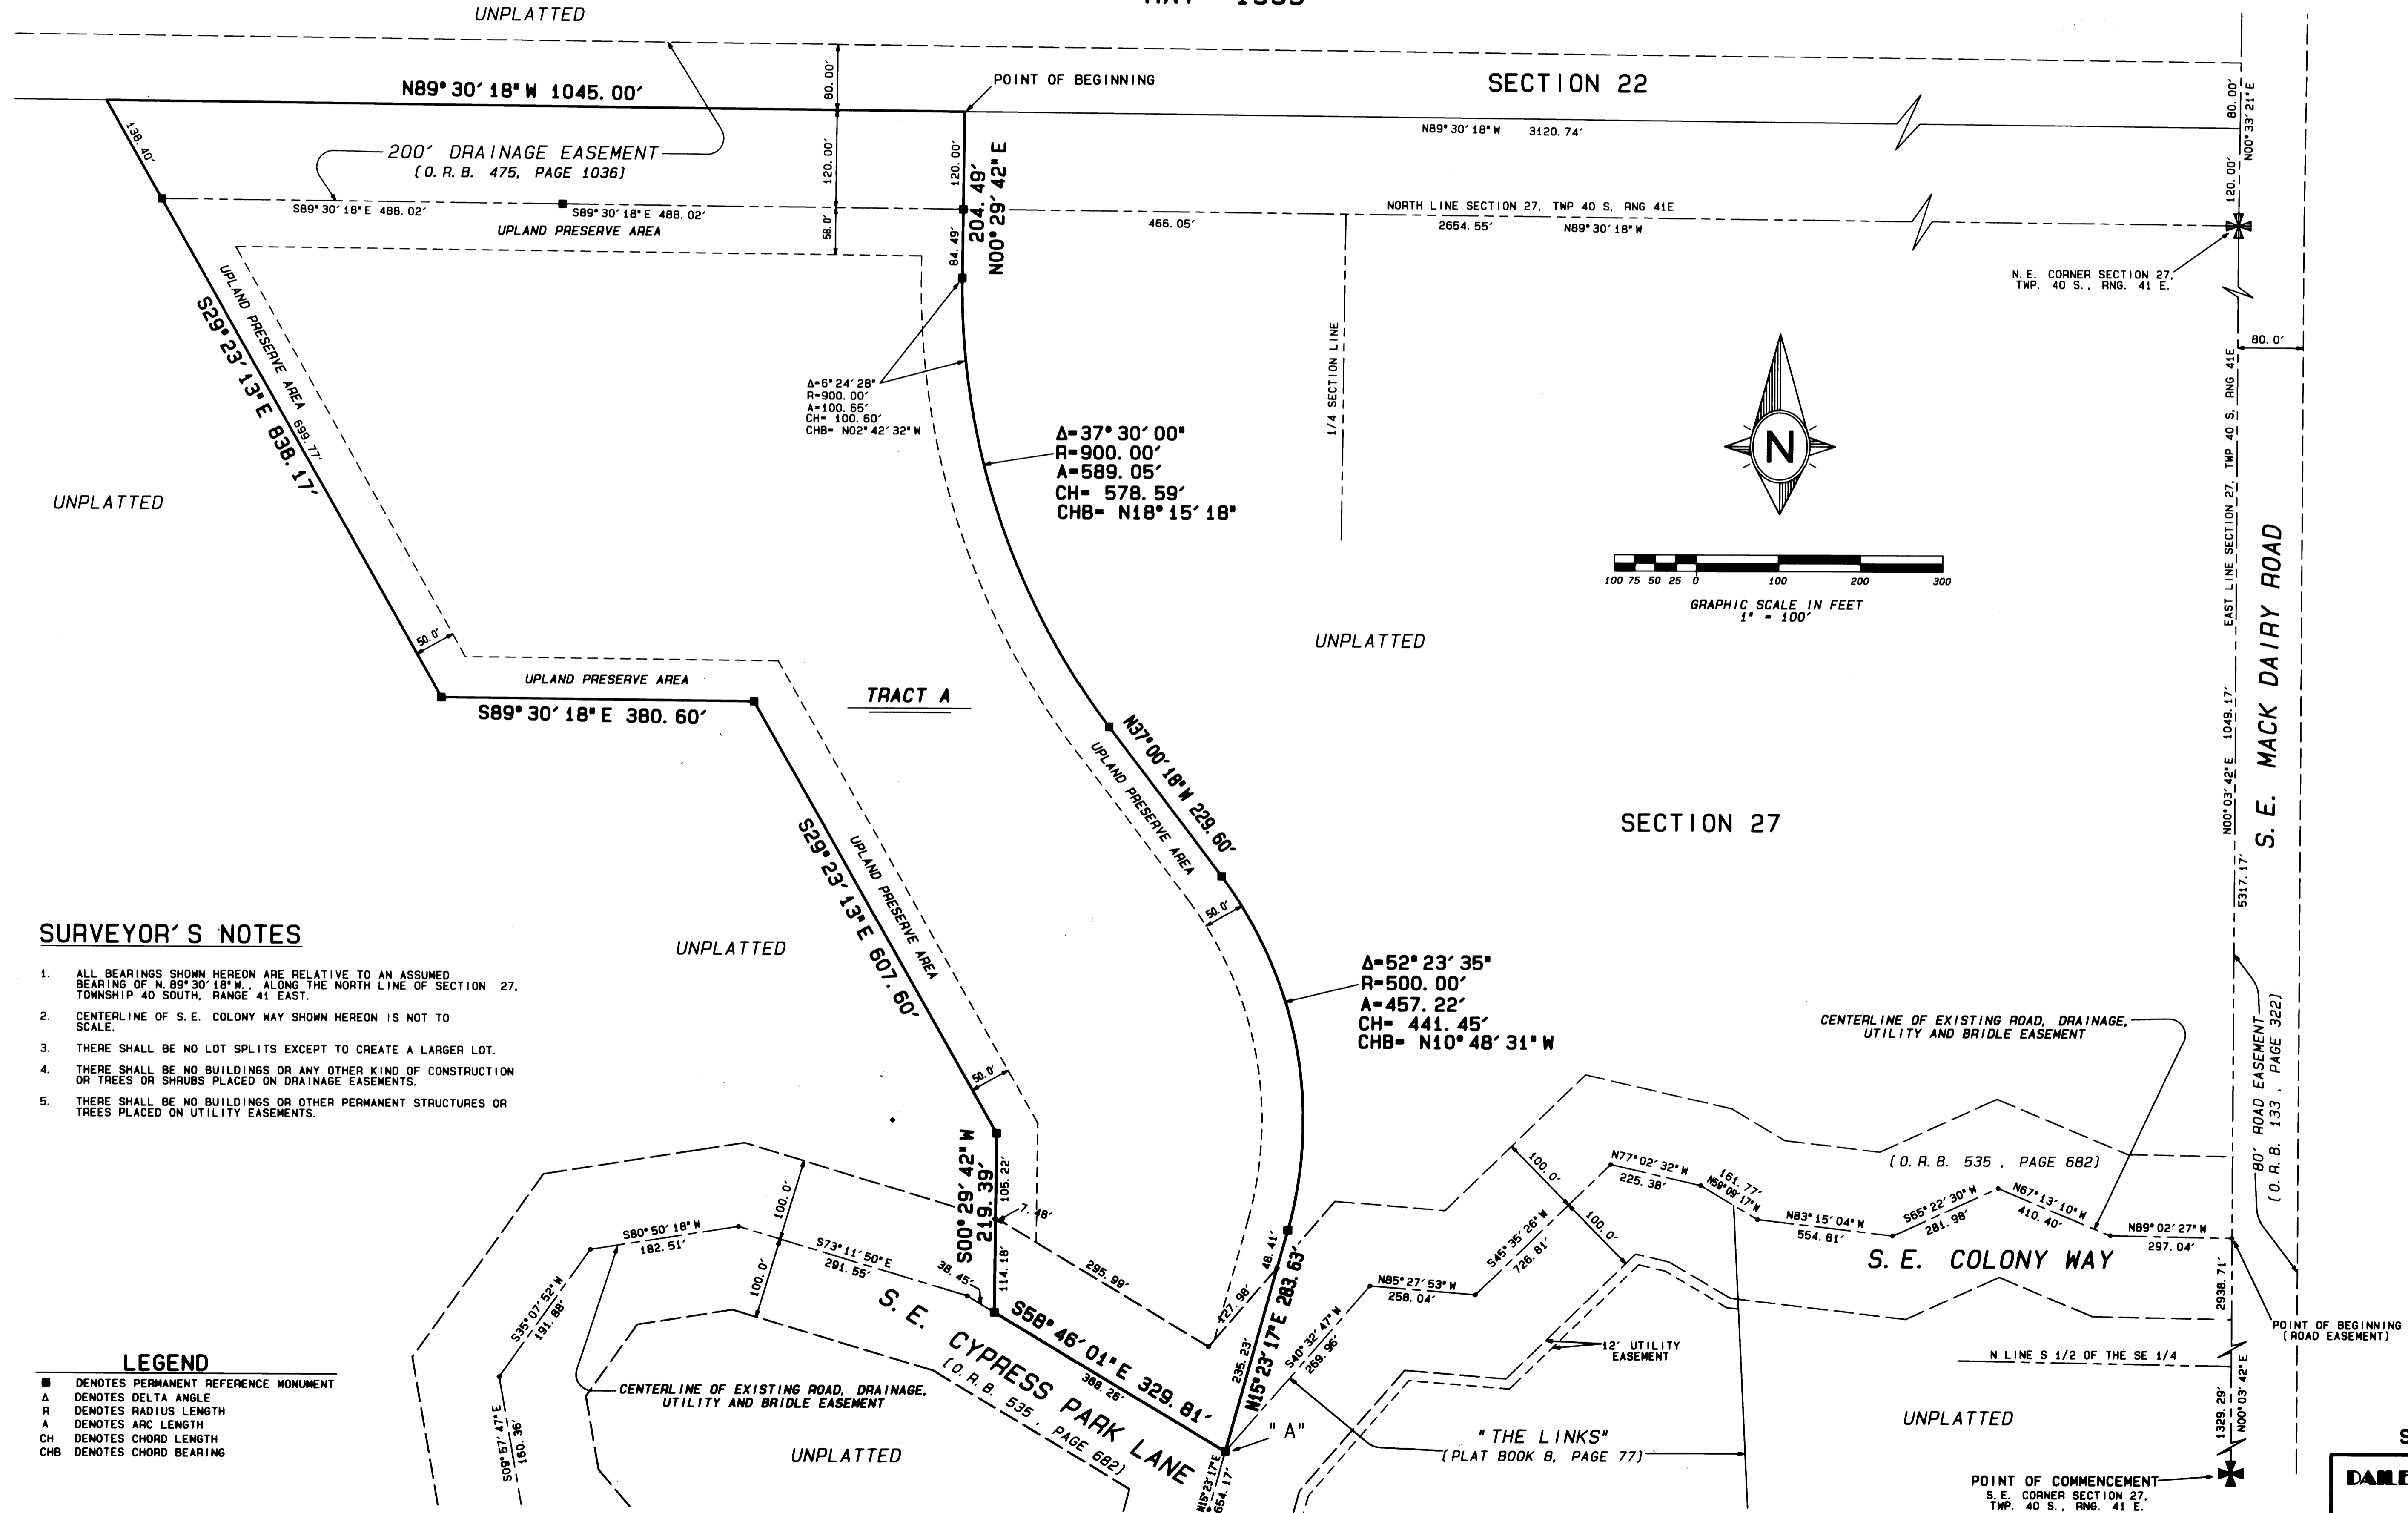 UNPLATTED
N89°30'18"W 1045.00'
80.00'
POINT OF BEGINNING
SECTION 22
80.00'
N00°33'21"E
138.40'
200' DRAINAGE EASEMENT
(O.R.B. 475, PAGE 1036)
120.00'
120.00'
204.49'
N00°29'42"E
N89°30'18"W 3120.74'
120.00'
S89°30'18"E 488.02'
S89°30'18"E 488.02'
UPLAND PRESERVE AREA
58.0'
84.49'
466.05'
NORTH LINE SECTION 27, TWP 40 S, RNG 41E
2654.55' N89°30'18"W
N.E. CORNER SECTION 27,
TWP. 40 S., RNG. 41 E.
UPLAND PRESERVE AREA
699.77'
S29°23'13"E 838.17'
UNPLATTED
Δ=6°24'28"
R=900.00'
A=100.65'
CH= 100.60'
CHB= N02°42'32"W
Δ=37°30'00"
R=900.00'
A=589.05'
CH= 578.59'
CHB= N18°15'18"
1/4 SECTION LINE
N
100 75 50 25 0 100 200 300
GRAPHIC SCALE IN FEET
1" = 100'
80.0'
EAST LINE SECTION 27, TWP 40 S, RNG 41E
N00°03'42"E 1049.17'
5317.17'
S.E. MACK DAIRY ROAD
50.0'
UPLAND PRESERVE AREA
S89°30'18"E 380.60'
TRACT A
UNPLATTED
N37°00'18"W 229.60'
UPLAND PRESERVE AREA
SECTION 27
S29°23'13"E 607.60'
UPLAND PRESERVE AREA
50.0'
UNPLATTED
SURVEYOR'S NOTES
1. ALL BEARINGS SHOWN HEREON ARE RELATIVE TO AN ASSUMED
BEARING OF N.89°30'18"W., ALONG THE NORTH LINE OF SECTION 27,
TOWNSHIP 40 SOUTH, RANGE 41 EAST.
2. CENTERLINE OF S.E. COLONY WAY SHOWN HEREON IS NOT TO
SCALE.
3. THERE SHALL BE NO LOT SPLITS EXCEPT TO CREATE A LARGER LOT.
4. THERE SHALL BE NO BUILDINGS OR ANY OTHER KIND OF CONSTRUCTION
OR TREES OR SHRUBS PLACED ON DRAINAGE EASEMENTS.
5. THERE SHALL BE NO BUILDINGS OR OTHER PERMANENT STRUCTURES OR
TREES PLACED ON UTILITY EASEMENTS.
Δ=52°23'35"
R=500.00'
A=457.22'
CH= 441.45'
CHB= N10°48'31"W
CENTERLINE OF EXISTING ROAD, DRAINAGE,
UTILITY AND BRIDLE EASEMENT
80' ROAD EASEMENT
(O.R.B. 133, PAGE 322)
50.0'
S00°29'42"W
219.39'
105.22'
7.48'
114.18'
100.0'
100.0'
S80°50'18"W
182.51'
S73°11'50"E
291.55'
38.45'
295.99'
127.98'
48.41'
235.23'
N15°23'17"E 283.63'
S35°07'52"W
191.88'
S09°57'47"E
160.36'
S58°46'01"E 329.81'
368.26'
S.E. CYPRESS PARK LANE
(O.R.B. 535, PAGE 682)
CENTERLINE OF EXISTING ROAD, DRAINAGE,
UTILITY AND BRIDLE EASEMENT
UNPLATTED
"A"
N15°23'17"E
654.17'
S40°32'47"W
269.96'
N85°27'53"W
258.04'
S45°35'26"W
726.81'
100.0'
100.0'
N77°02'32"W
225.38'
161.77'
N59°09'17"W
N83°15'04"W
554.81'
S65°22'30"W
281.98'
N67°13'10"W
410.40'
N89°02'27"W
297.04'
(O.R.B. 535, PAGE 682)
S.E. COLONY WAY
12' UTILITY
EASEMENT
"THE LINKS"
(PLAT BOOK 8, PAGE 77)
2938.71'
POINT OF BEGINNING
(ROAD EASEMENT)
N LINE S 1/2 OF THE SE 1/4
UNPLATTED
1329.29'
N00°03'42"E
POINT OF COMMENCEMENT
S.E. CORNER SECTION 27,
TWP. 40 S., RNG. 41 E.
LEGEND
■ DENOTES PERMANENT REFERENCE MONUMENT
Δ DENOTES DELTA ANGLE
R DENOTES RADIUS LENGTH
A DENOTES ARC LENGTH
CH DENOTES CHORD LENGTH
CHB DENOTES CHORD BEARING